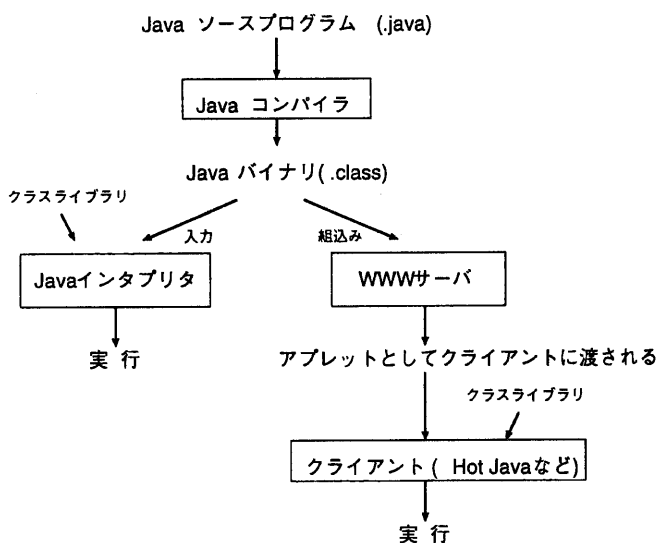 Java ソースプログラム (.java)
Java コンパイラ
Java バイナリ( .class)
クラスライブラリ
入力
組込み
Javaインタプリタ
WWWサーバ
実 行
アプレットとしてクライアントに渡される
クラスライブラリ
クライアント( Hot Javaなど)
実 行